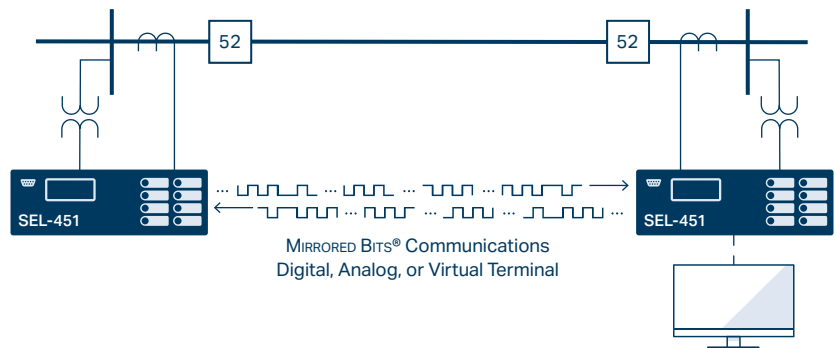 52
52
SEL-451
SEL-451
MIRRORED BITS® Communications
Digital, Analog, or Virtual Terminal